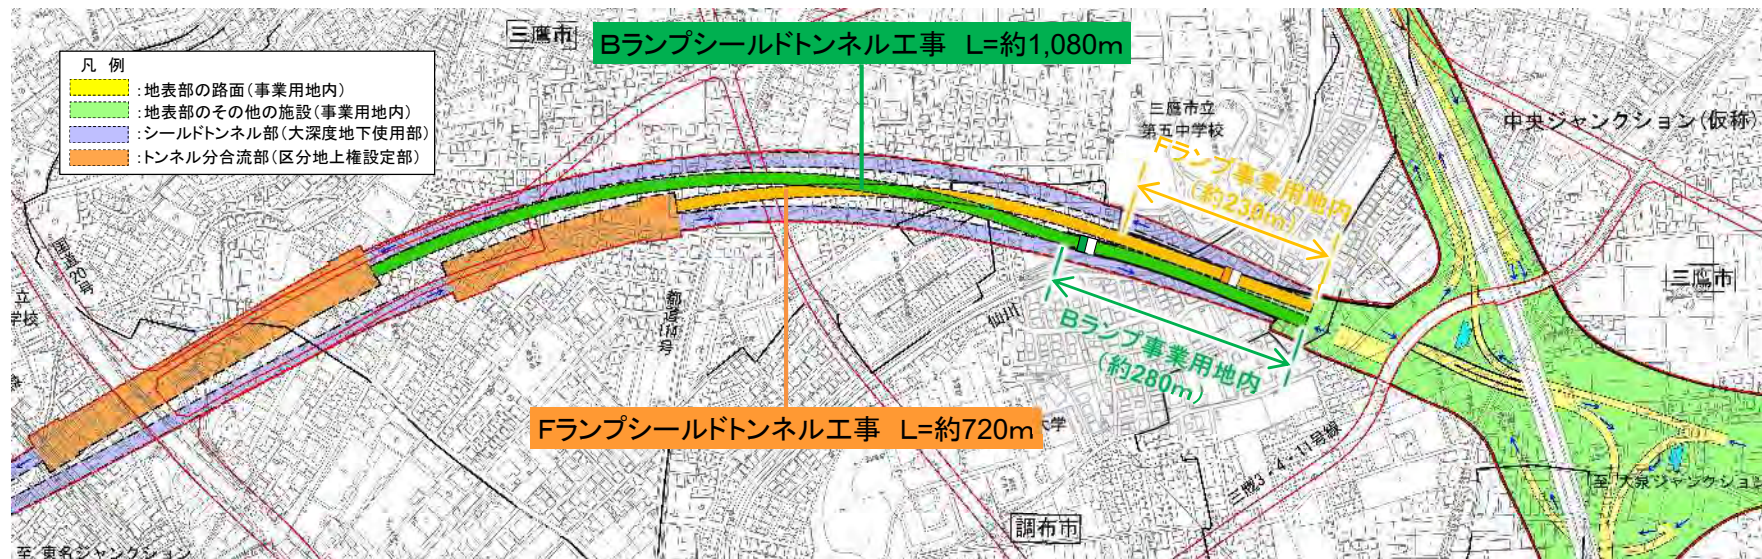 三鷹市
Bランプシールドトンネル工事 L=約1,080m
凡 例
:地表部の路面(事業用地内)
:地表部のその他の施設(事業用地内)
:シールドトンネル部(大深度地下使用部)
:トンネル分合流部(区分地上権設定部)
三鷹市立
第五中学校
中央ジャンクション(仮称)
Fランプ事業用地内
(約230m)
国道20号
立
学校
都道114号
仙川
三鷹市
Bランプ事業用地内
(約280m)
Fランプシールドトンネル工事 L=約720m
大学
三鷹3・4・11号線
至 大泉ジャンクション
調布市
至 東名ジャンクション